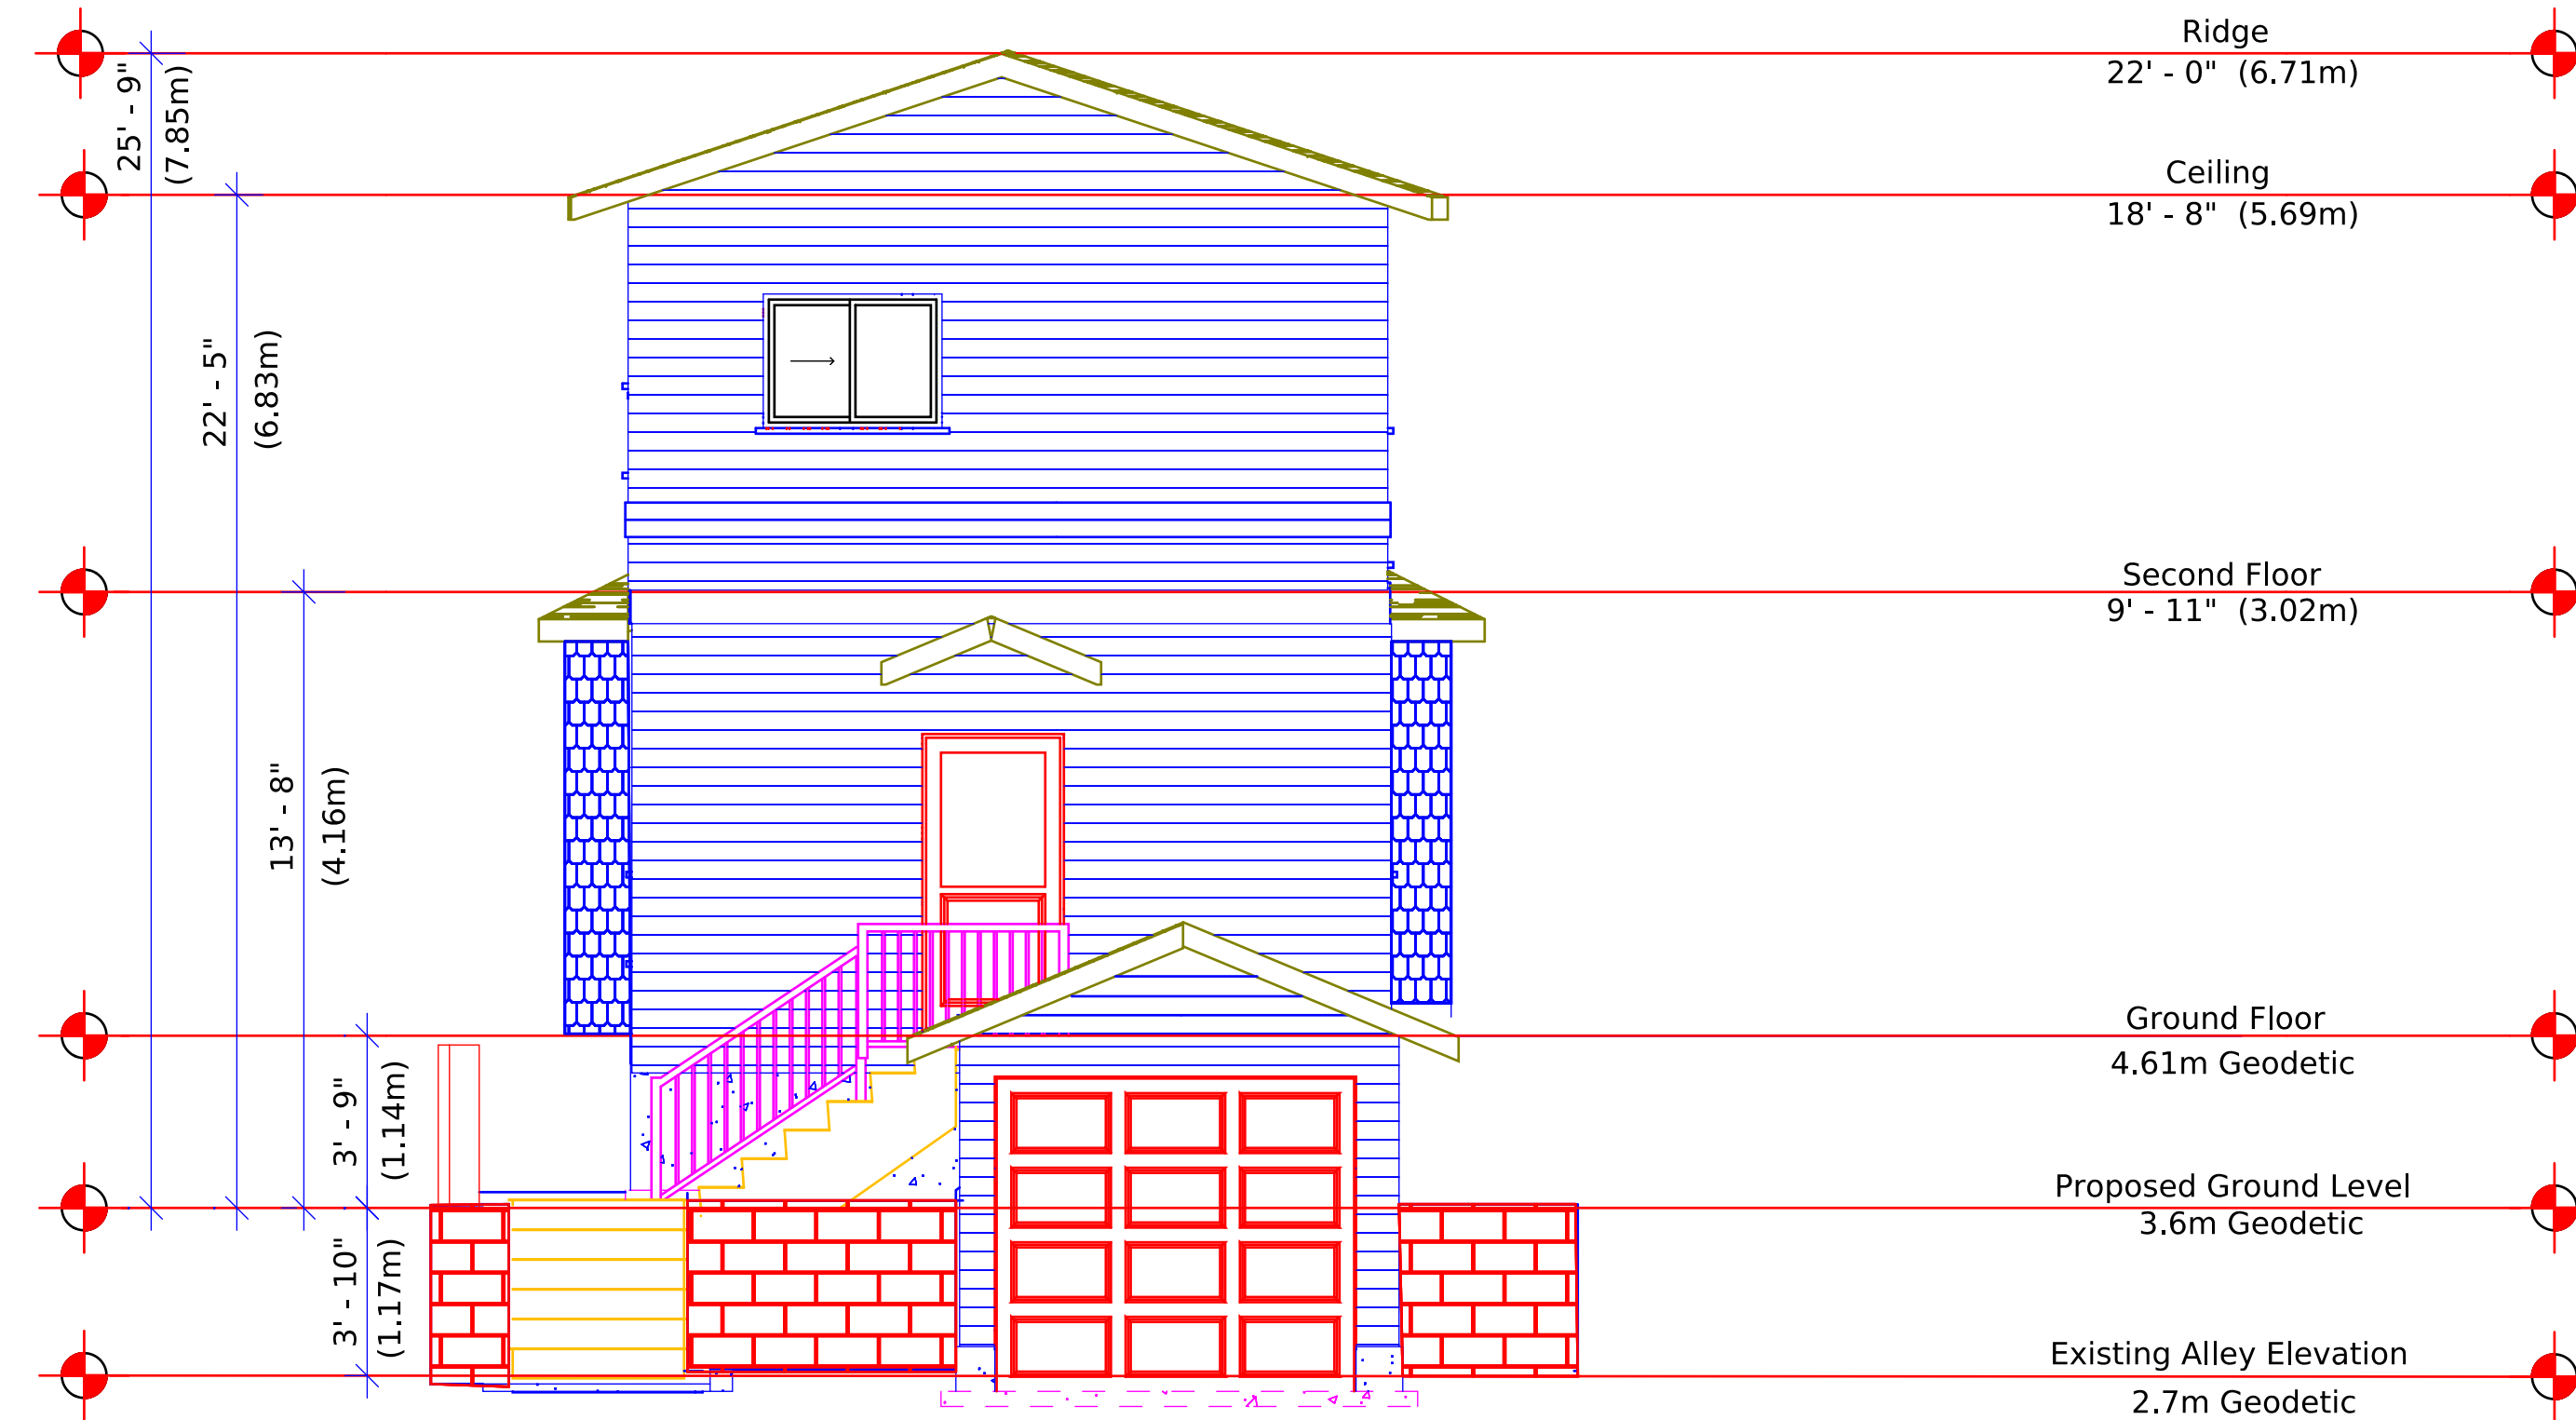 Ridge
22' - 0" (6.71m)
25' - 9"
(7.85m)
Ceiling
18' - 8" (5.69m)
22' - 5"
(6.83m)
Second Floor
9' - 11" (3.02m)
13' - 8"
(4.16m)
Ground Floor
4.61m Geodetic
3' - 9"
(1.14m)
Proposed Ground Level
3.6m Geodetic
3' - 10"
(1.17m)
Existing Alley Elevation
2.7m Geodetic